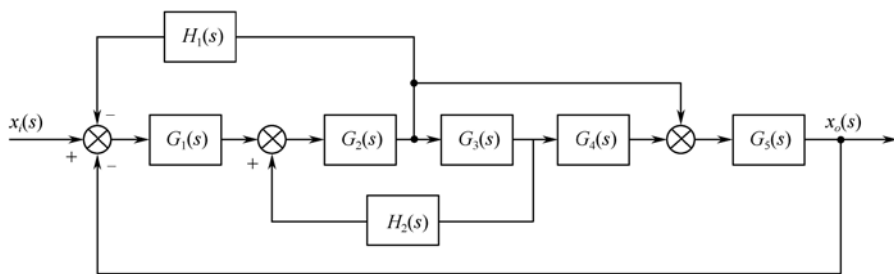 H₁(s)
xᵢ(s)
−
+
−
G₁(s)
+
G₂(s)
G₃(s)
G₄(s)
G₅(s)
xₒ(s)
H₂(s)